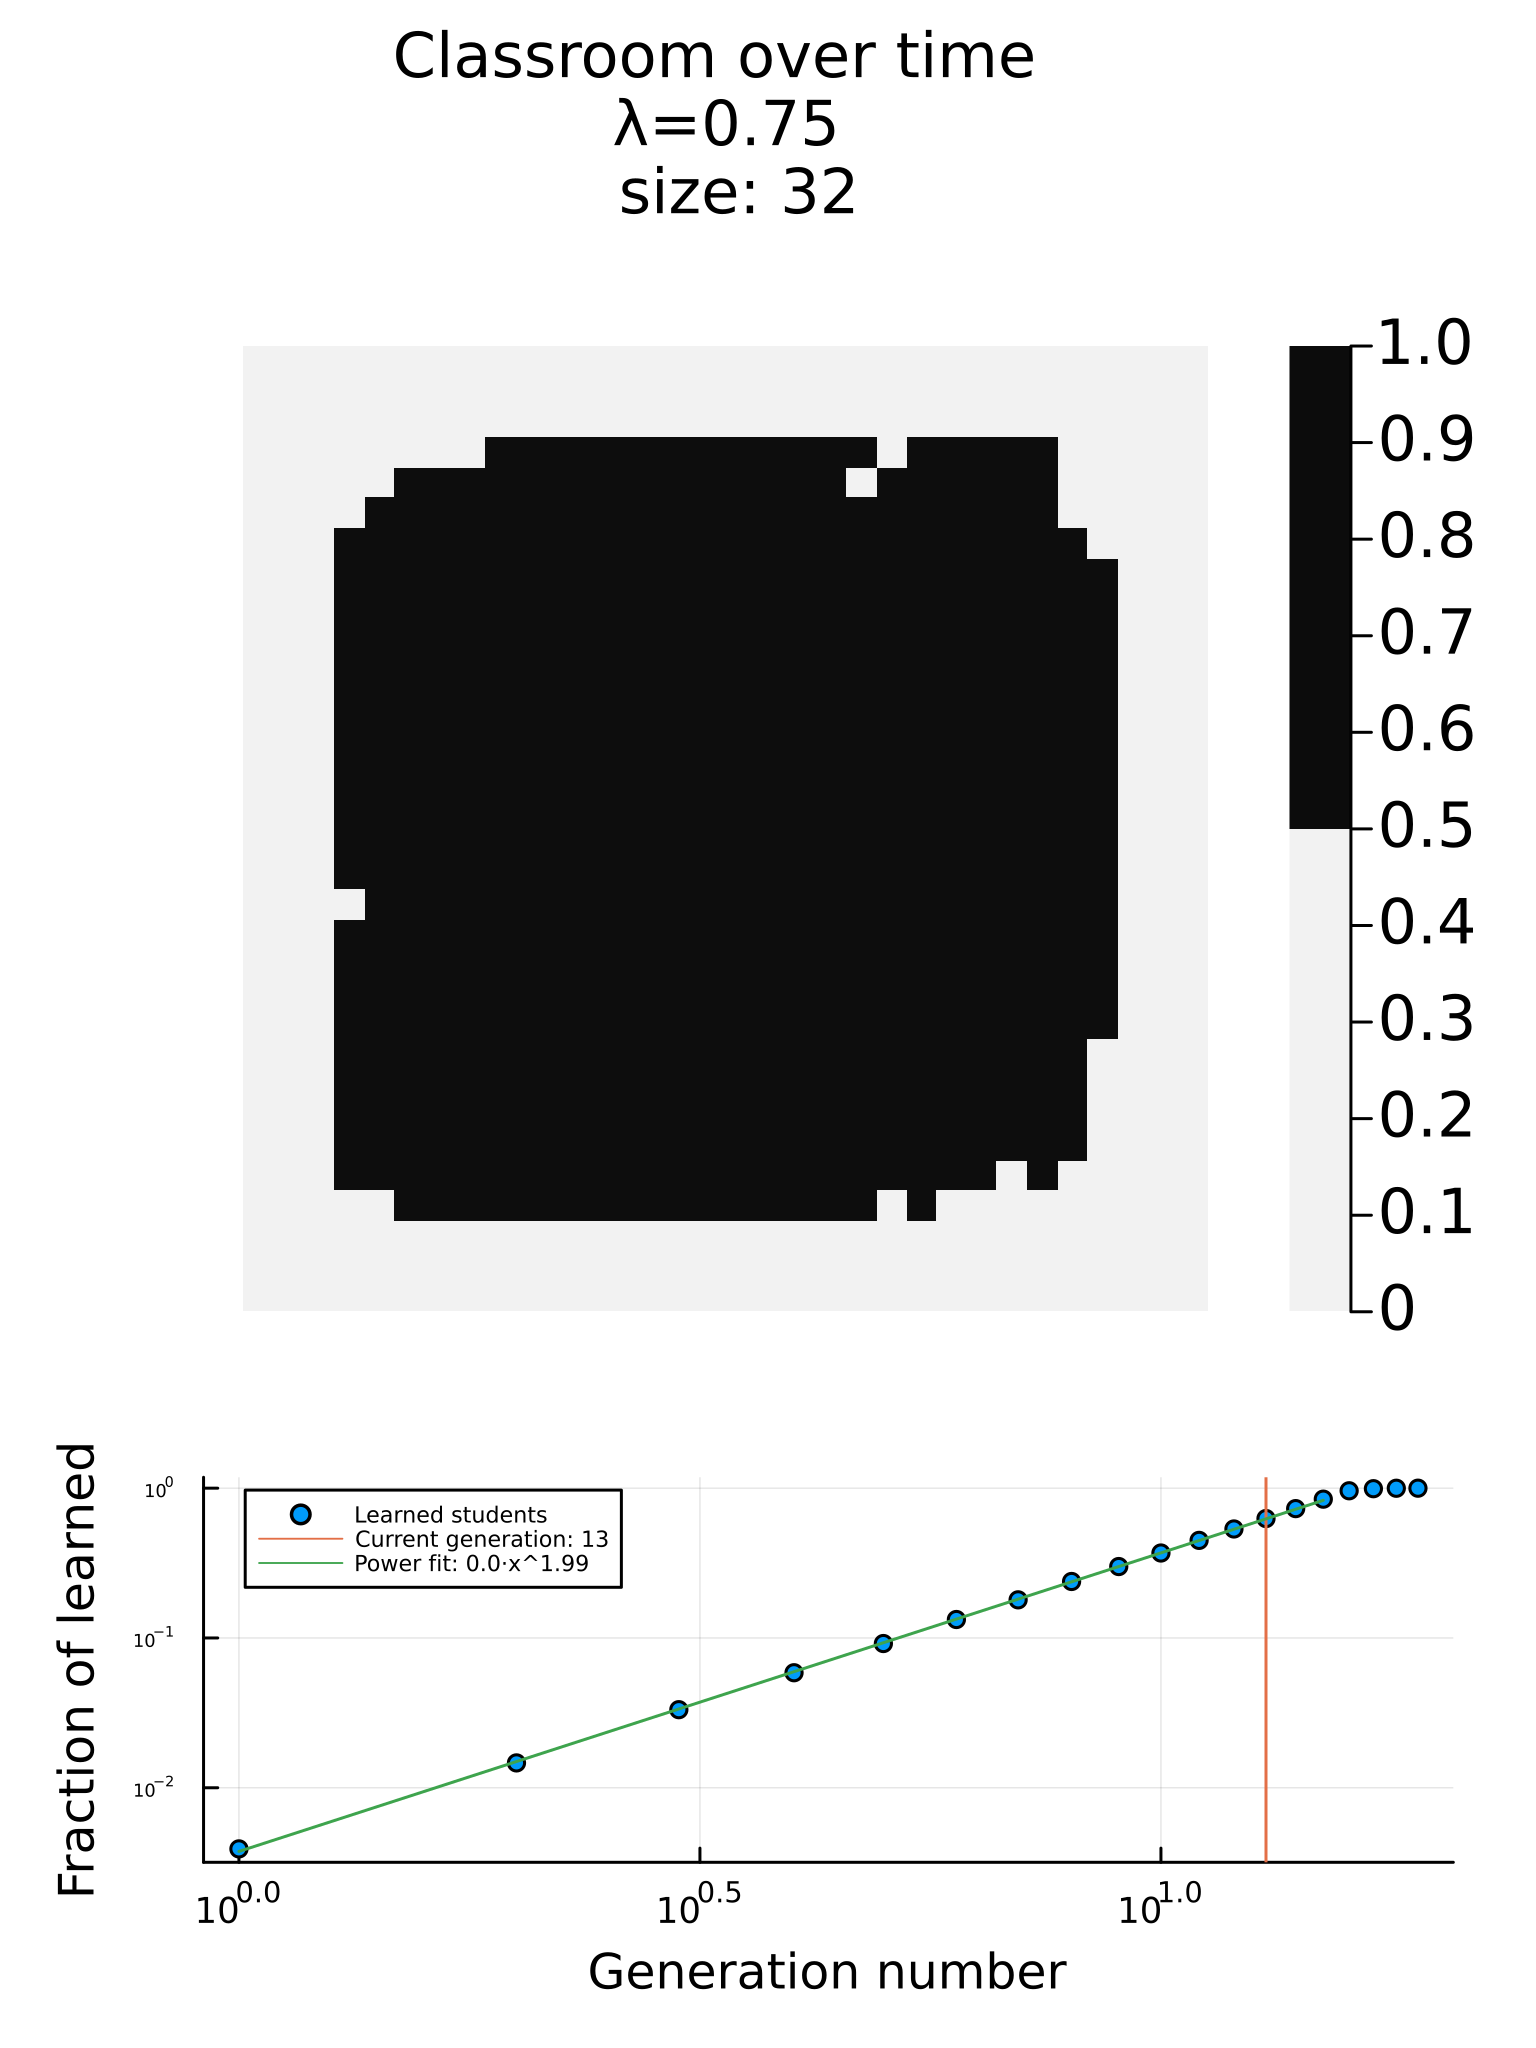 Classroom over time
λ=0.75
size: 32
1.0
0.9
0.8
0.7
0.6
0.5
0.4
0.3
0.2
0.1
0
Fraction of learned
10⁰
10⁻¹
10⁻²
Learned students
Current generation: 13
Power fit: 0.0·x^1.99
10^0.0
10^0.5
10^1.0
Generation number